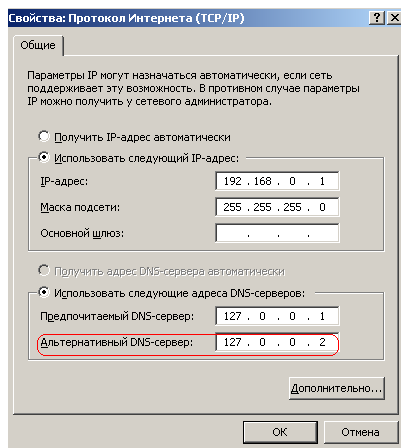 Свойства: Протокол Интернета (TCP/IP)
Общие
Параметры IP могут назначаться автоматически, если сеть
поддерживает эту возможность. В противном случае параметры
IP можно получить у сетевого администратора.
Получить IP-адрес автоматически
Использовать следующий IP-адрес:
IP-адрес: 192 . 168 . 0 . 1
Маска подсети: 255 . 255 . 255 . 0
Основной шлюз: . . .
Получить адрес DNS-сервера автоматически
Использовать следующие адреса DNS-серверов:
Предпочитаемый DNS-сервер: 127 . 0 . 0 . 1
Альтернативный DNS-сервер: 127 . 0 . 0 . 2
Дополнительно...
OK Отмена